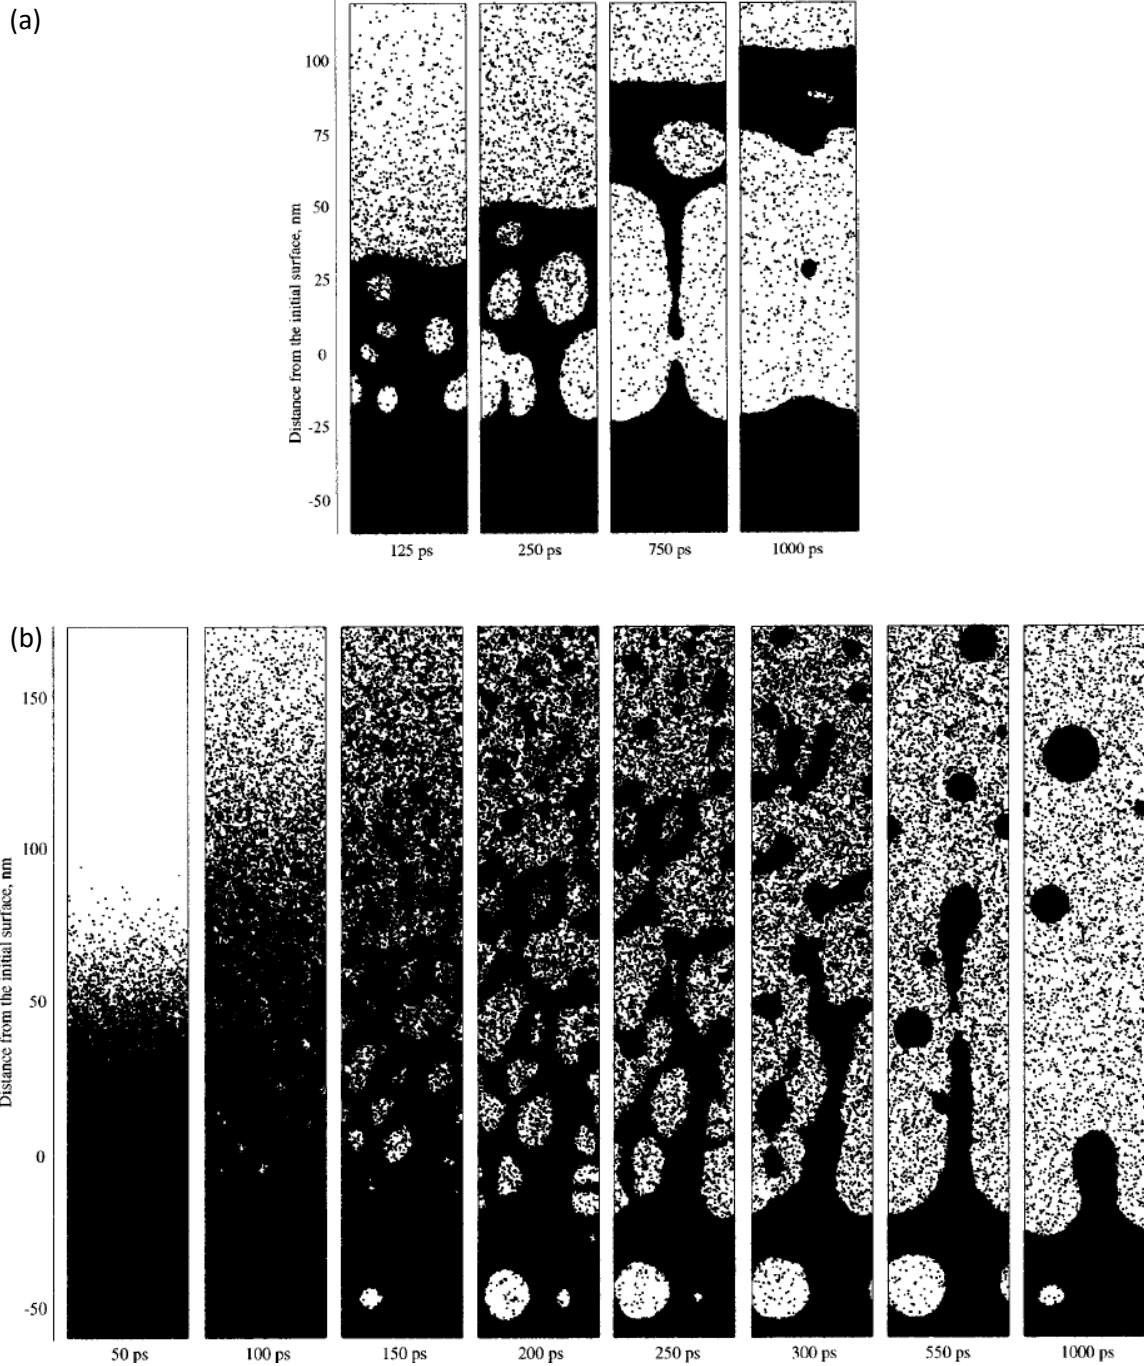 (a)
100
75
50
25
0
-25
-50
Distance from the initial surface, nm
125 ps
250 ps
750 ps
1000 ps
(b)
150
100
50
0
-50
Distance from the initial surface, nm
50 ps
100 ps
150 ps
200 ps
250 ps
300 ps
550 ps
1000 ps